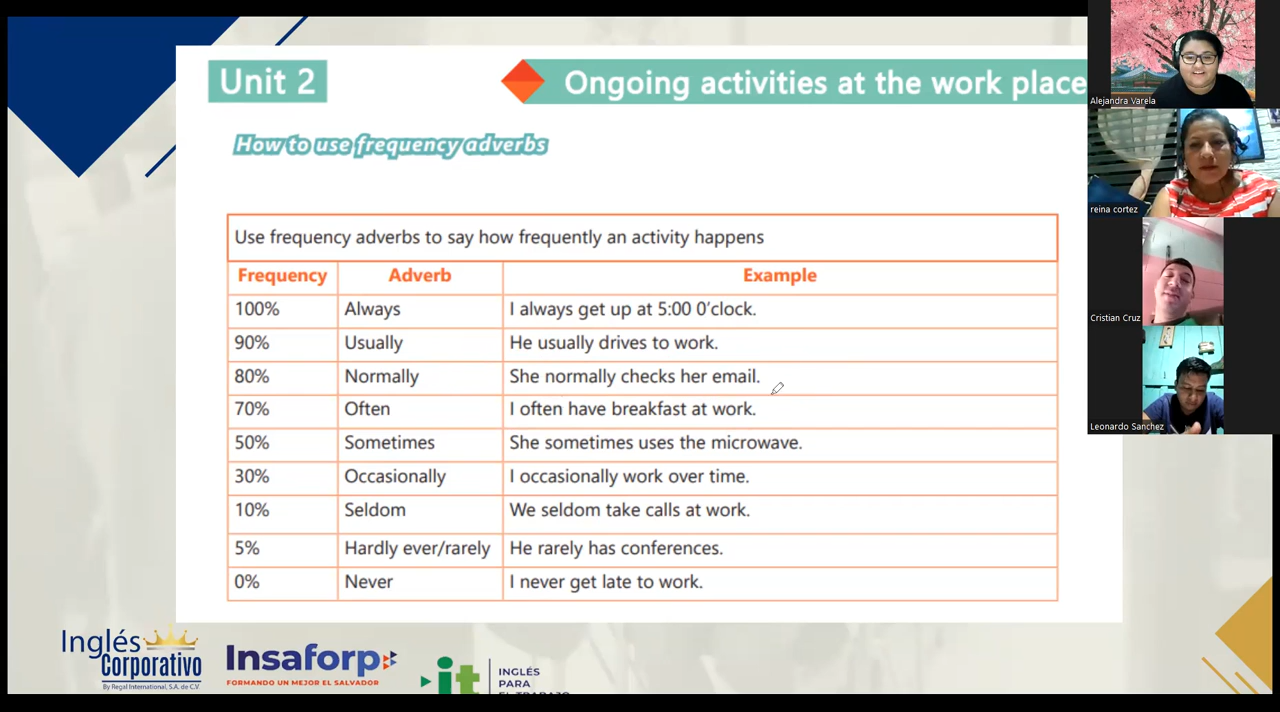 Unit 2
Ongoing activities at the work place
How to use frequency adverbs
Use frequency adverbs to say how frequently an activity happens
Frequency Adverb Example
100% Always I always get up at 5:00 0'clock.
90% Usually He usually drives to work.
80% Normally She normally checks her email.
70% Often I often have breakfast at work.
50% Sometimes She sometimes uses the microwave.
30% Occasionally I occasionally work over time.
10% Seldom We seldom take calls at work.
5% Hardly ever/rarely He rarely has conferences.
0% Never I never get late to work.
Inglés
Corporativo
By Regal International, S.A. de C.V
Insaforp
FORMANDO UN MEJOR EL SALVADOR
it
INGLÉS
PARA
EL TRABAJO
Alejandra Varela
reina cortez
Cristian Cruz
Leonardo Sanchez